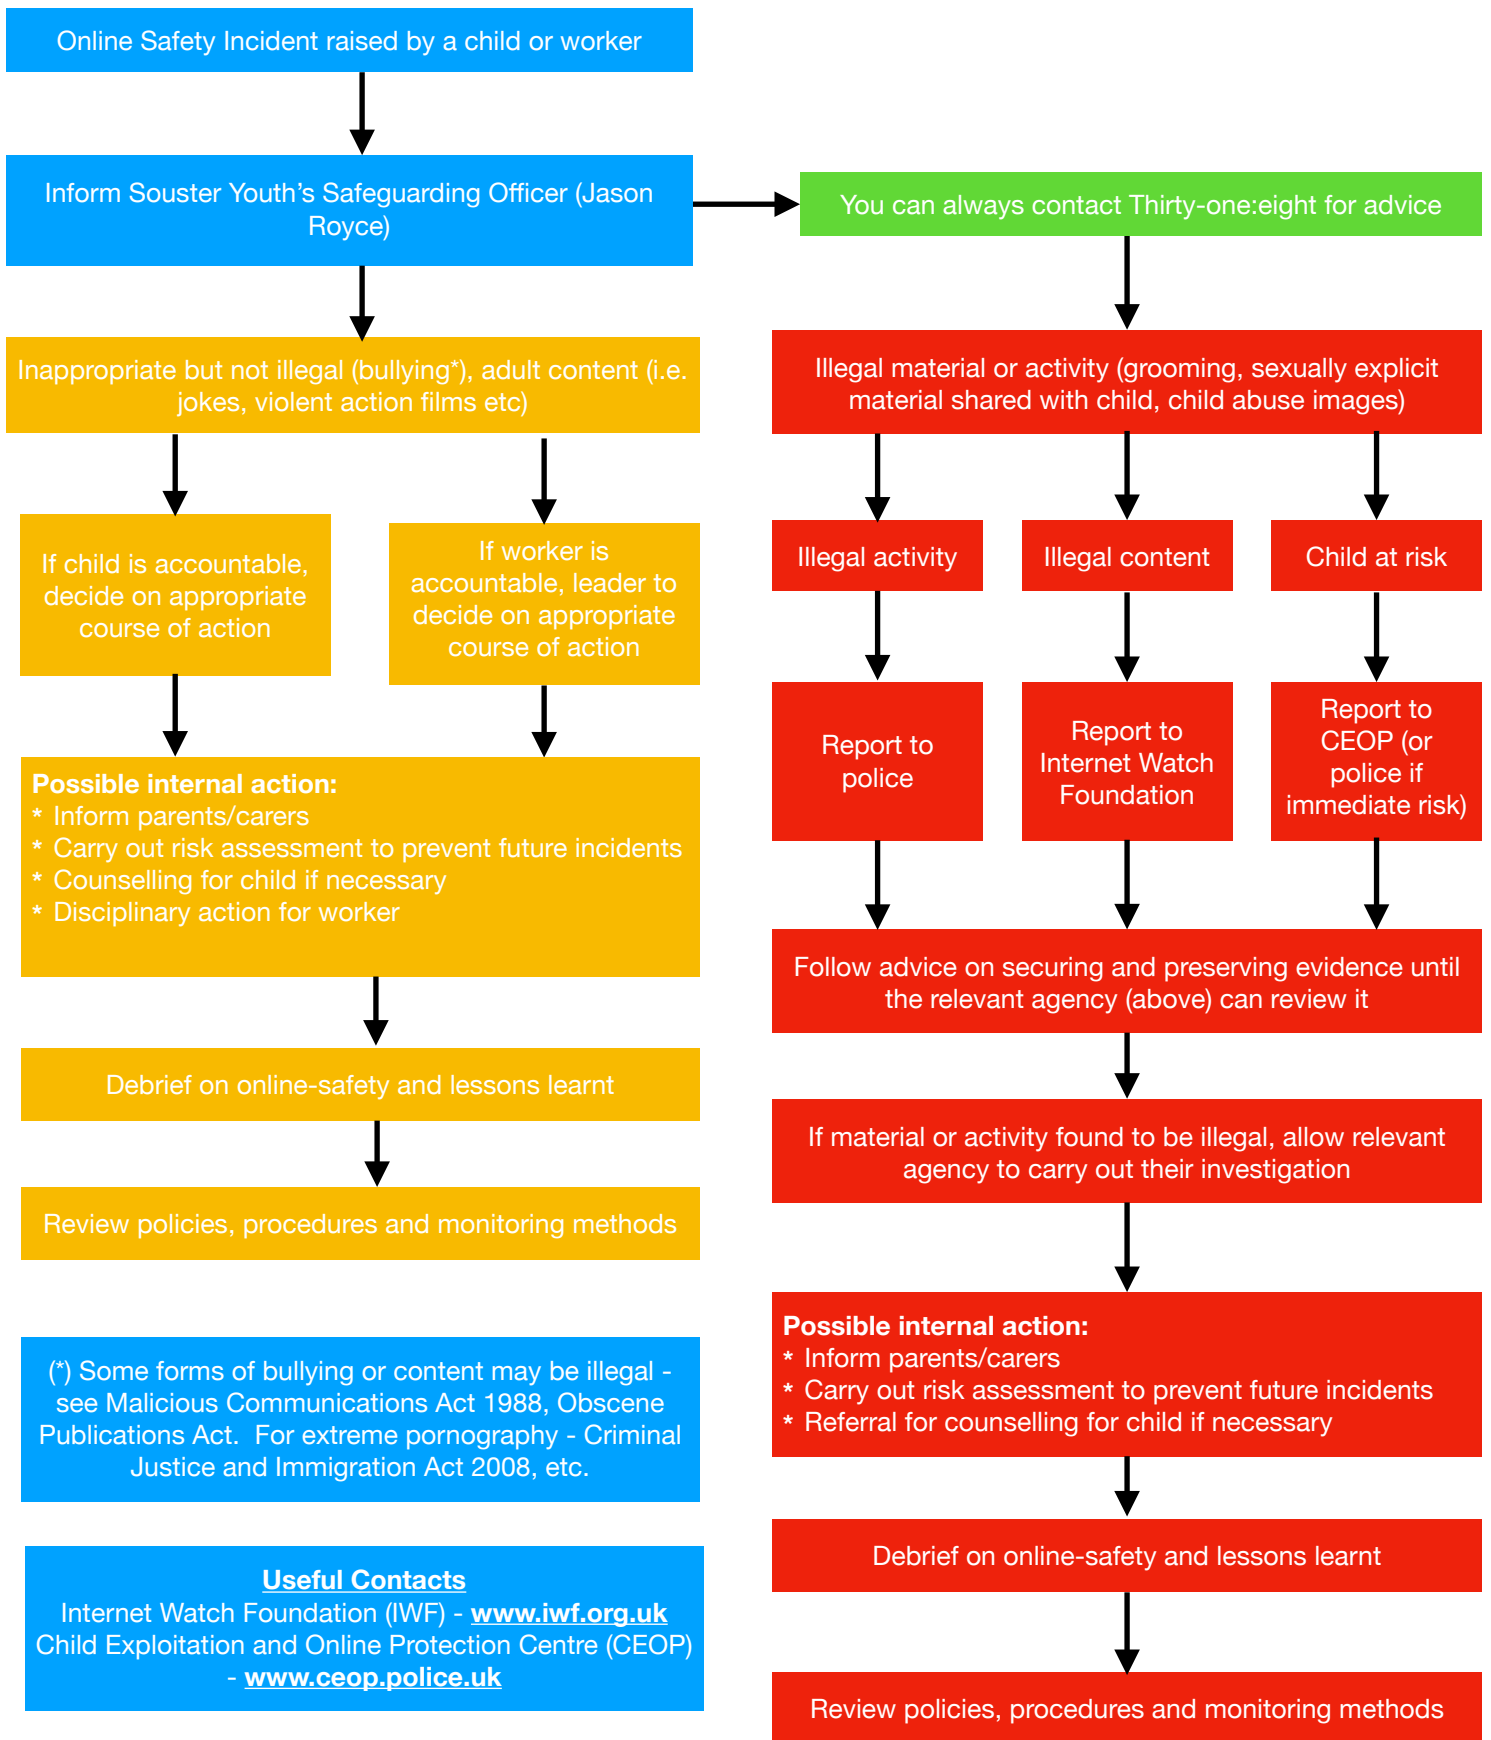 Online Safety Incident raised by a child or worker
Inform Souster Youth’s Safeguarding Officer (Jason
Royce)
You can always contact Thirty-one:eight for advice
Inappropriate but not illegal (bullying*), adult content (i.e.
jokes, violent action films etc)
If child is accountable,
decide on appropriate
course of action
If worker is
accountable, leader to
decide on appropriate
course of action
Possible internal action:
* Inform parents/carers
* Carry out risk assessment to prevent future incidents
* Counselling for child if necessary
* Disciplinary action for worker
Debrief on online-safety and lessons learnt
Review policies, procedures and monitoring methods
(*) Some forms of bullying or content may be illegal -
see Malicious Communications Act 1988, Obscene
Publications Act.  For extreme pornography - Criminal
Justice and Immigration Act 2008, etc.
Useful Contacts
Internet Watch Foundation (IWF) - www.iwf.org.uk
Child Exploitation and Online Protection Centre (CEOP)
- www.ceop.police.uk
Illegal material or activity (grooming, sexually explicit
material shared with child, child abuse images)
Illegal activity
Illegal content
Child at risk
Report to
police
Report to
Internet Watch
Foundation
Report to
CEOP (or
police if
immediate risk)
Follow advice on securing and preserving evidence until
the relevant agency (above) can review it
If material or activity found to be illegal, allow relevant
agency to carry out their investigation
Possible internal action:
* Inform parents/carers
* Carry out risk assessment to prevent future incidents
* Referral for counselling for child if necessary
Debrief on online-safety and lessons learnt
Review policies, procedures and monitoring methods